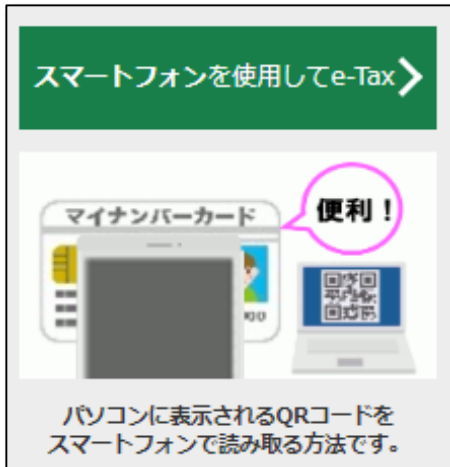 スマートフォンを使用してe-Tax
マイナンバーカード
便利！
パソコンに表示されるQRコードを
スマートフォンで読み取る方法です。